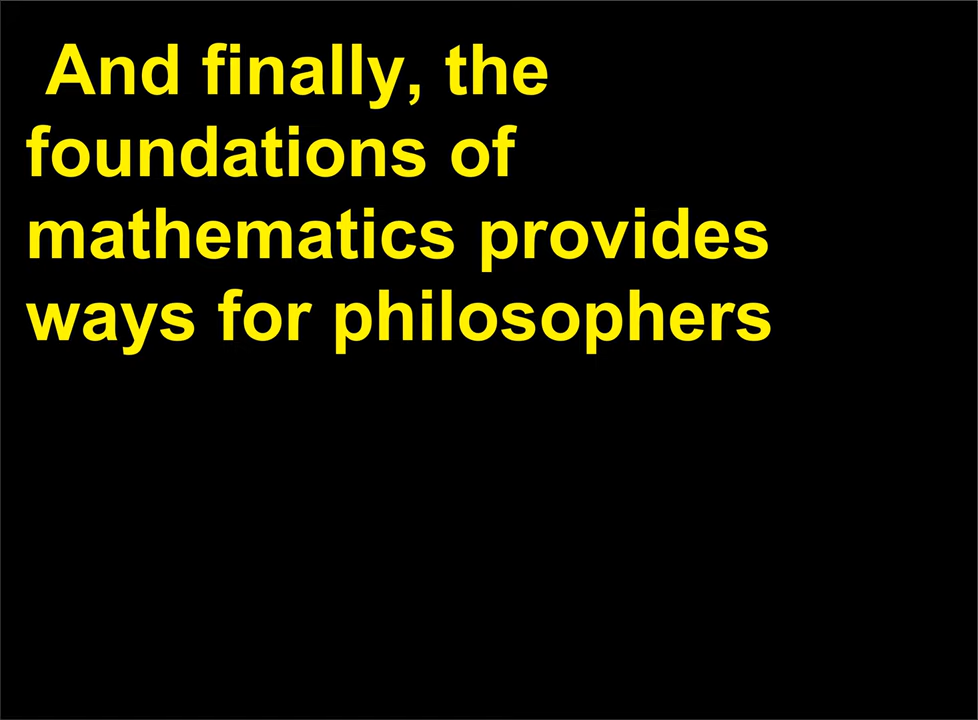 And finally, the
foundations of
mathematics provides
ways for philosophers